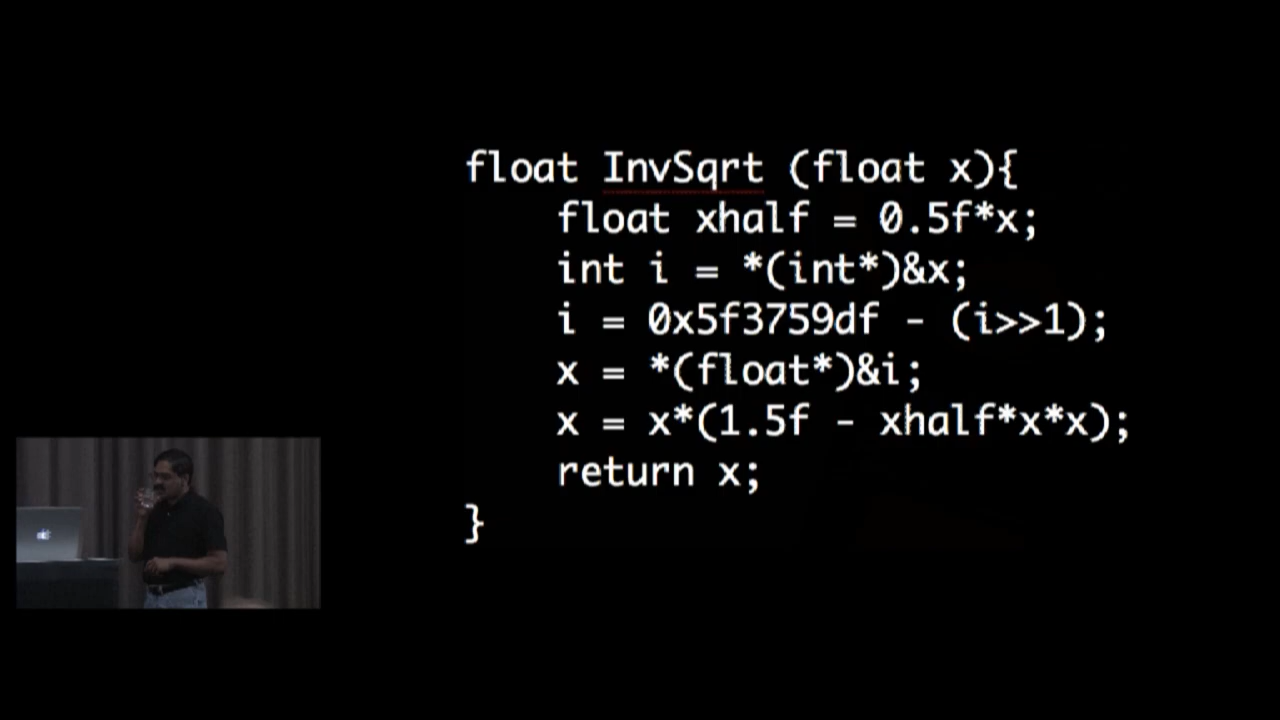 float InvSqrt (float x){
    float xhalf = 0.5f*x;
    int i = *(int*)&x;
    i = 0x5f3759df - (i>>1);
    x = *(float*)&i;
    x = x*(1.5f - xhalf*x*x);
    return x;
}